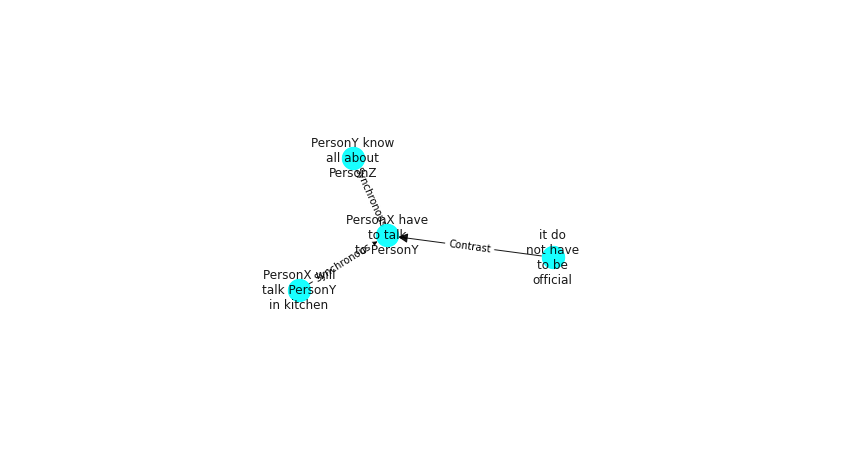 PersonY know
all about
PersonZ
Synchronous
PersonX have
to talk
to PersonY
Contrast
it do
not have
to be
official
Synchronous
PersonX will
talk PersonY
in kitchen